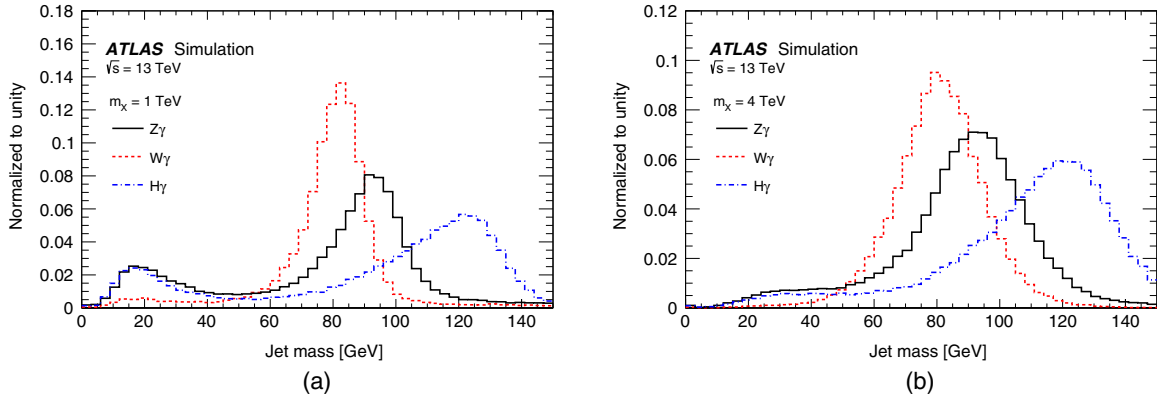 ATLAS Simulation
√s = 13 TeV
m_X = 1 TeV
Zγ
Wγ
Hγ
Normalized to unity
0.18
0.16
0.14
0.12
0.1
0.08
0.06
0.04
0.02
0
0 20 40 60 80 100 120 140
Jet mass [GeV]
(a)
ATLAS Simulation
√s = 13 TeV
m_X = 4 TeV
Zγ
Wγ
Hγ
Normalized to unity
0.12
0.1
0.08
0.06
0.04
0.02
0
0 20 40 60 80 100 120 140
Jet mass [GeV]
(b)